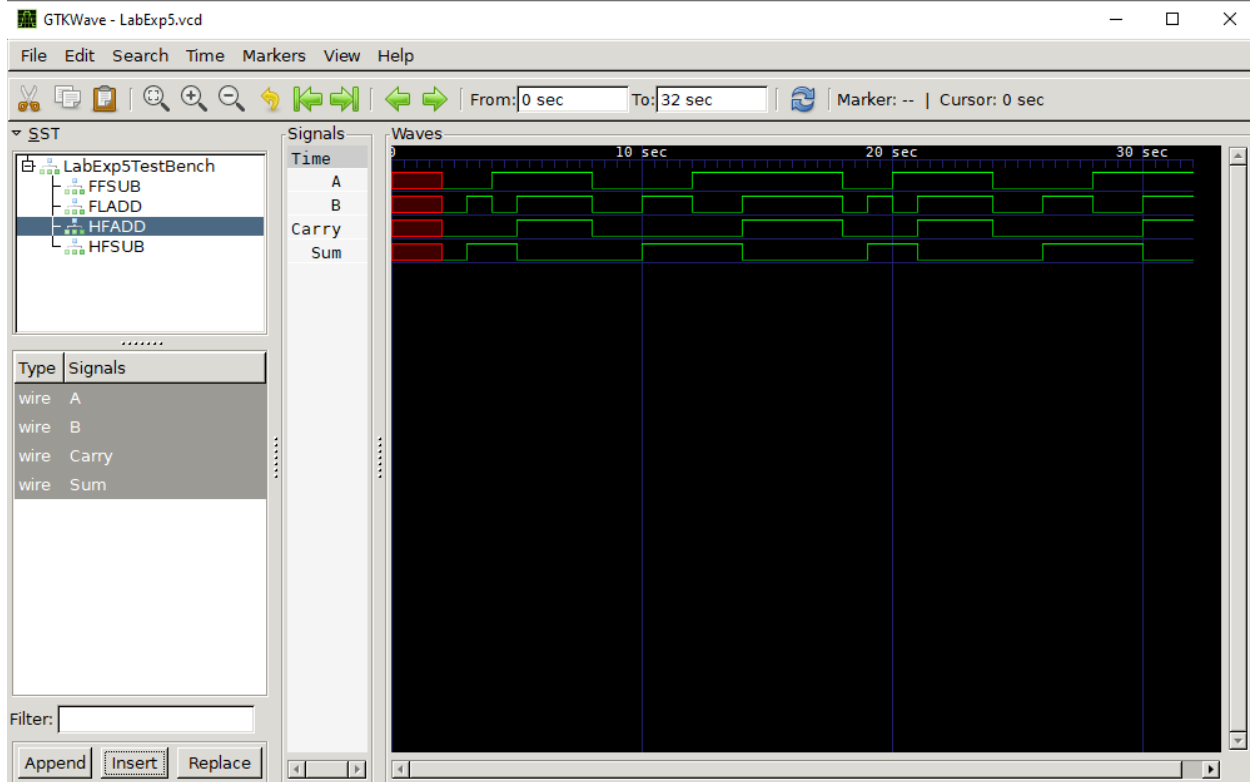 GTKWave - LabExp5.vcd
File Edit Search Time Markers View Help
From: 0 sec To: 32 sec Marker: -- | Cursor: 0 sec
SST
LabExp5TestBench
FFSUB
FLADD
HFADD
HFSUB
Type Signals
wire A
wire B
wire Carry
wire Sum
Filter:
Append Insert Replace
Signals
Time
A
B
Carry
Sum
Waves
0 10 sec 20 sec 30 sec